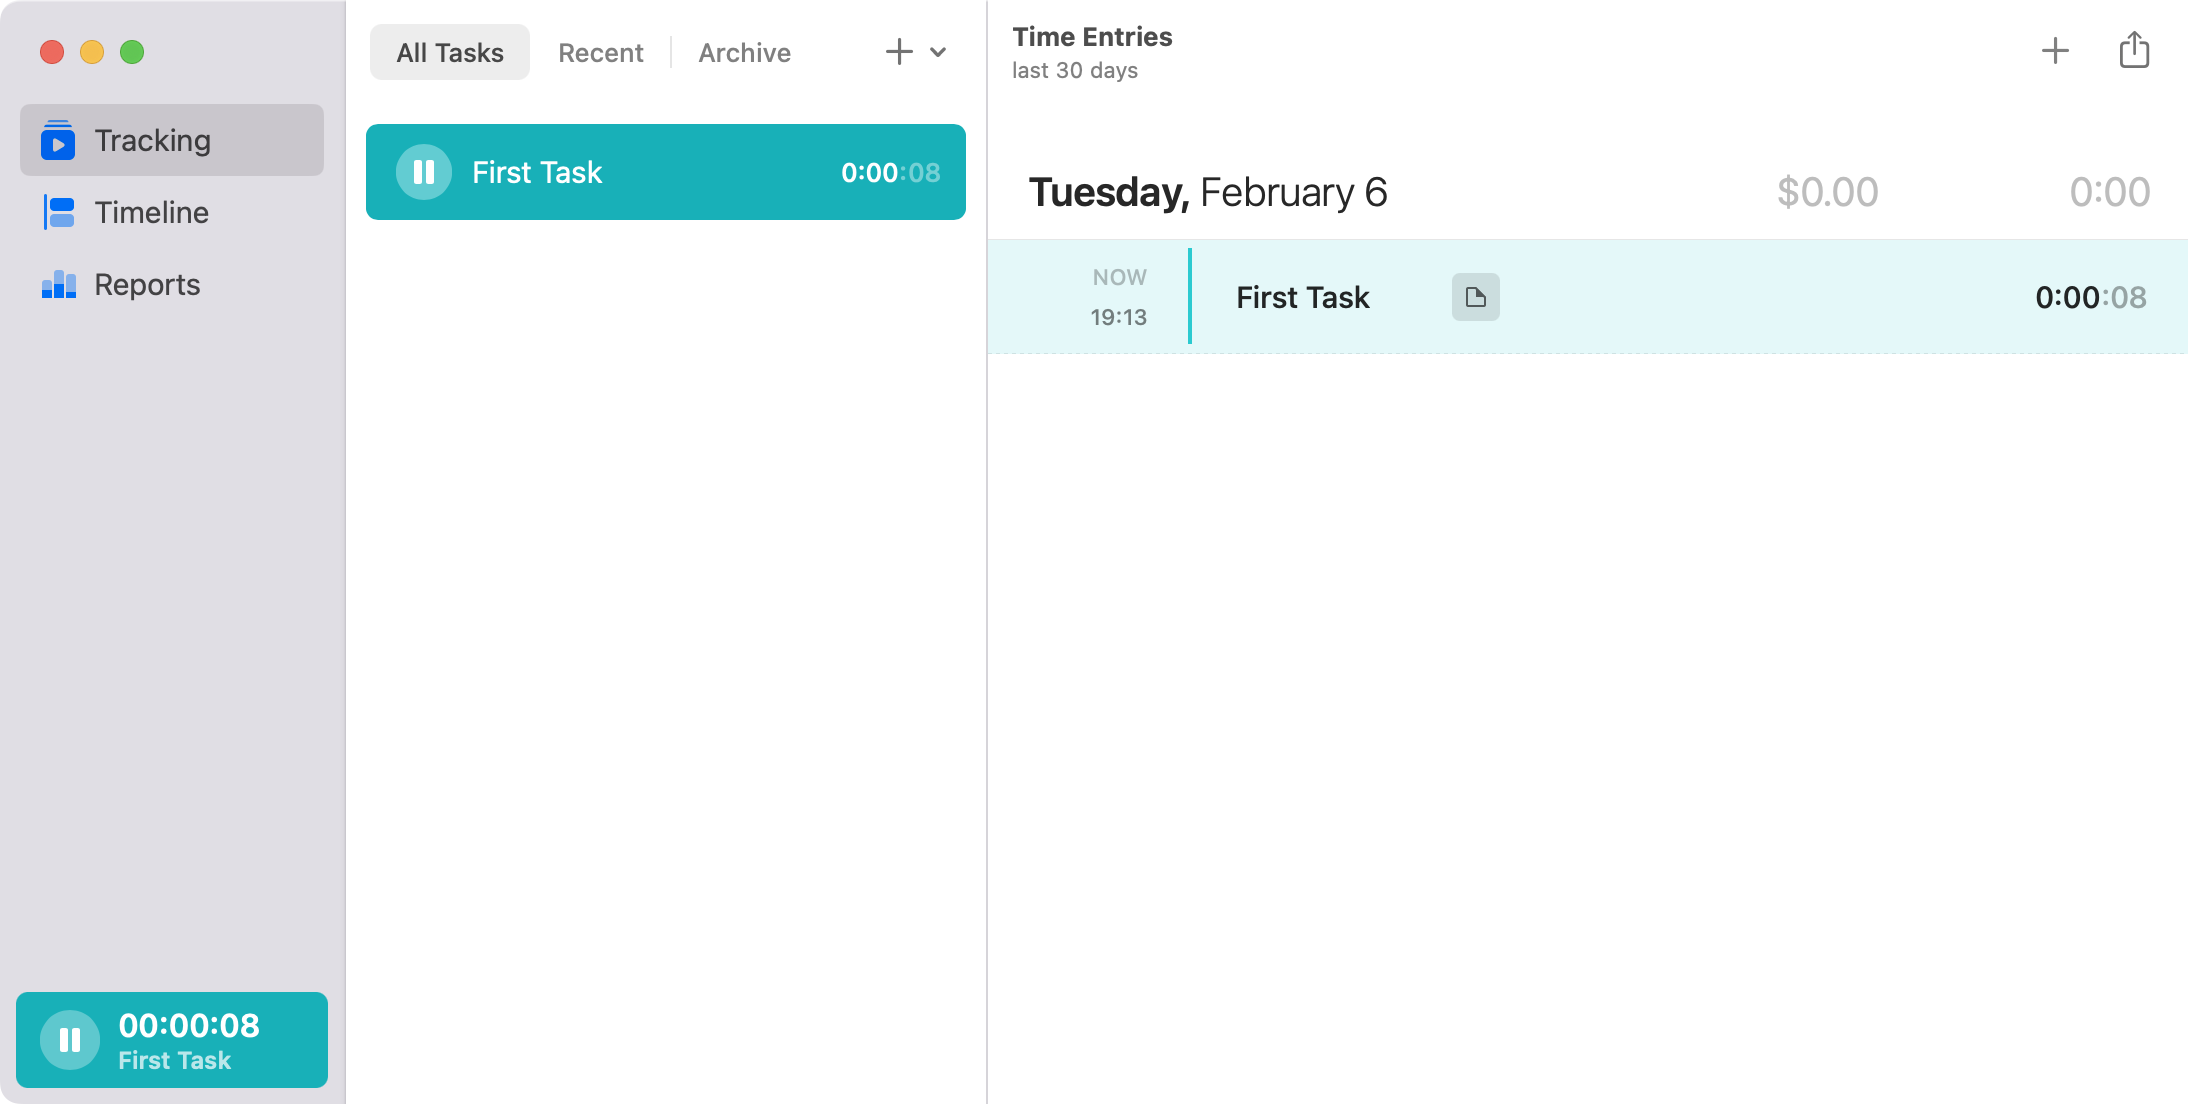 Tracking
Timeline
Reports
00:00:08
First Task
All Tasks Recent Archive
First Task 0:00:08
Time Entries
last 30 days
Tuesday, February 6 $0.00 0:00
NOW
19:13
First Task 0:00:08